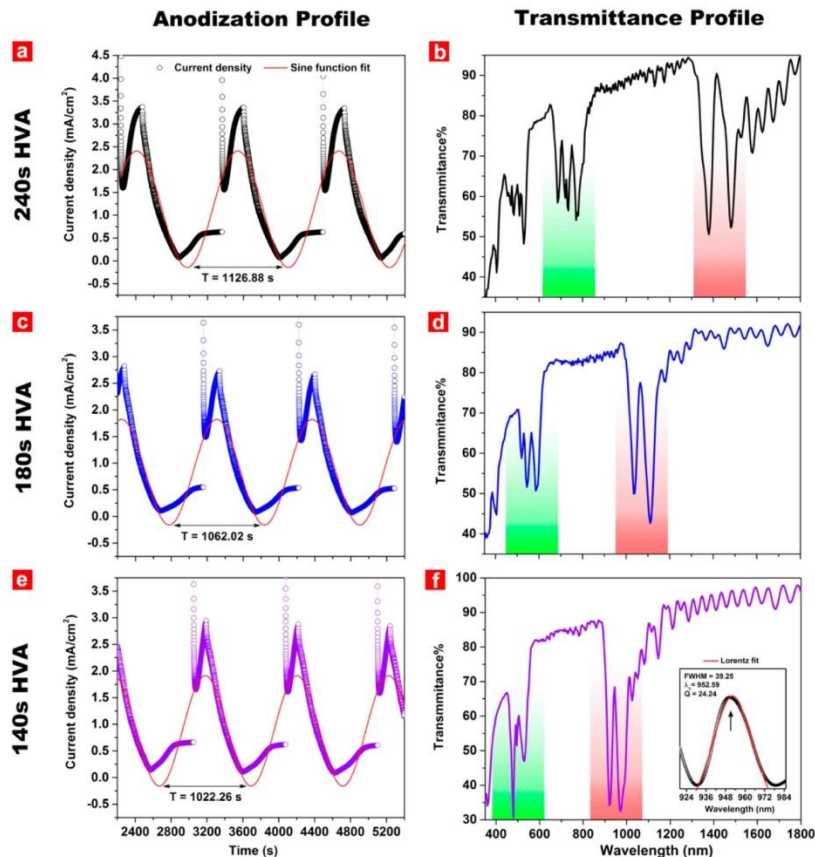 Anodization Profile
Transmittance Profile
240s HVA
a
Current density
Sine function fit
Current density (mA/cm²)
4.5
4.0
3.5
3.0
2.5
2.0
1.5
1.0
0.5
0.0
-0.5
T = 1126.88 s
b
Transmmitance%
90
80
70
60
50
40
180s HVA
c
Current density (mA/cm²)
3.5
3.0
2.5
2.0
1.5
1.0
0.5
0.0
-0.5
T = 1062.02 s
d
Transmmitance%
90
80
70
60
50
40
140s HVA
e
Current density (mA/cm²)
3.5
3.0
2.5
2.0
1.5
1.0
0.5
0.0
-0.5
T = 1022.26 s
2400 2800 3200 3600 4000 4400 4800 5200
Time (s)
f
Transmmitance%
100
90
80
70
60
50
40
30
Lorentz fit
FWHM = 39.25
= 952.59
Q = 24.24
924 936 948 960 972 984
Wavelength (nm)
400 600 800 1000 1200 1400 1600 1800
Wavelength (nm)